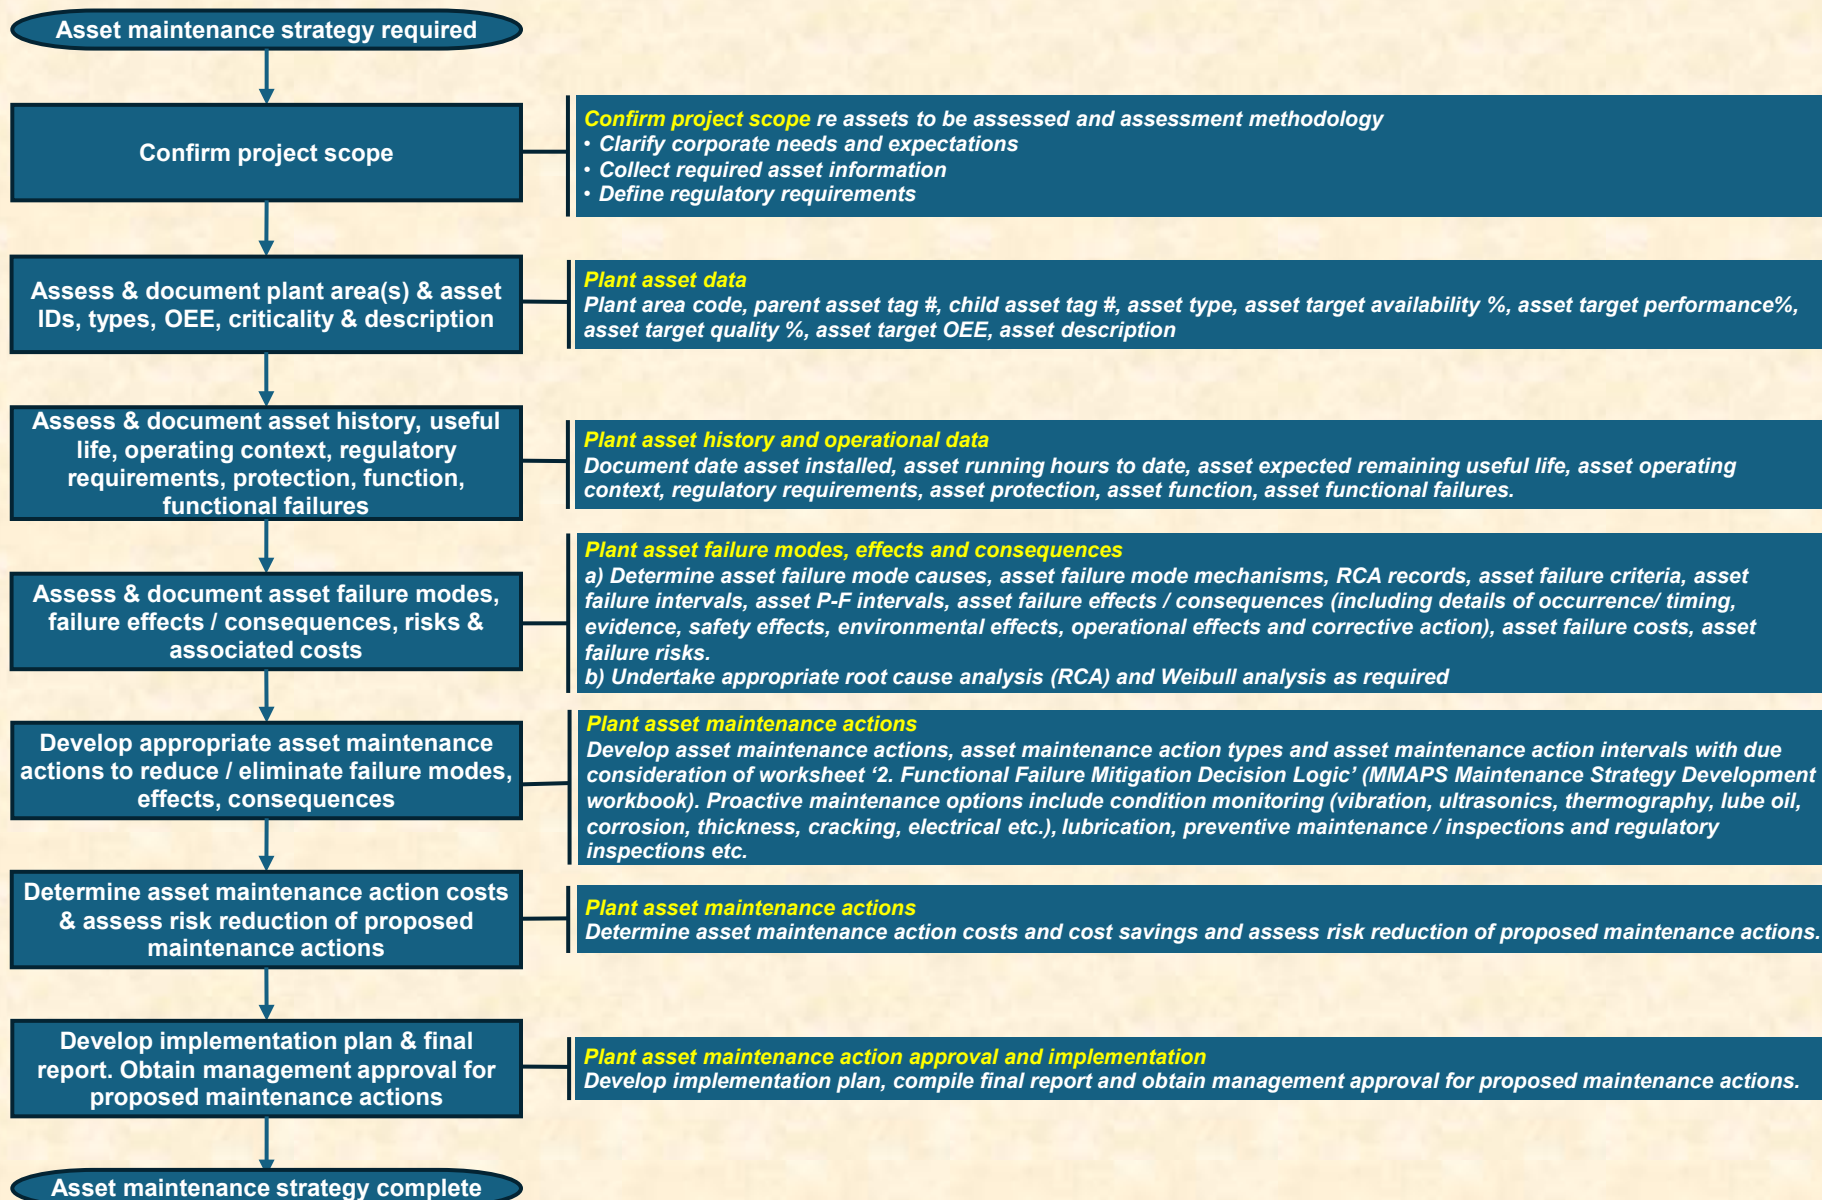 Asset maintenance strategy required
Confirm project scope
Confirm project scope re assets to be assessed and assessment methodology
• Clarify corporate needs and expectations
• Collect required asset information
• Define regulatory requirements
Assess & document plant area(s) & asset
IDs, types, OEE, criticality & description
Plant asset data
Plant area code, parent asset tag #, child asset tag #, asset type, asset target availability %, asset target performance%,
asset target quality %, asset target OEE, asset description
Assess & document asset history, useful
life, operating context, regulatory
requirements, protection, function,
functional failures
Plant asset history and operational data
Document date asset installed, asset running hours to date, asset expected remaining useful life, asset operating
context, regulatory requirements, asset protection, asset function, asset functional failures.
Assess & document asset failure modes,
failure effects / consequences, risks &
associated costs
Plant asset failure modes, effects and consequences
a) Determine asset failure mode causes, asset failure mode mechanisms, RCA records, asset failure criteria, asset
failure intervals, asset P-F intervals, asset failure effects / consequences (including details of occurrence/ timing,
evidence, safety effects, environmental effects, operational effects and corrective action), asset failure costs, asset
failure risks.
b) Undertake appropriate root cause analysis (RCA) and Weibull analysis as required
Develop appropriate asset maintenance
actions to reduce / eliminate failure modes,
effects, consequences
Plant asset maintenance actions
Develop asset maintenance actions, asset maintenance action types and asset maintenance action intervals with due
consideration of worksheet ‘2. Functional Failure Mitigation Decision Logic’ (MMAPS Maintenance Strategy Development
workbook). Proactive maintenance options include condition monitoring (vibration, ultrasonics, thermography, lube oil,
corrosion, thickness, cracking, electrical etc.), lubrication, preventive maintenance / inspections and regulatory
inspections etc.
Determine asset maintenance action costs
& assess risk reduction of proposed
maintenance actions
Plant asset maintenance actions
Determine asset maintenance action costs and cost savings and assess risk reduction of proposed maintenance actions.
Develop implementation plan & final
report. Obtain management approval for
proposed maintenance actions
Plant asset maintenance action approval and implementation
Develop implementation plan, compile final report and obtain management approval for proposed maintenance actions.
Asset maintenance strategy complete